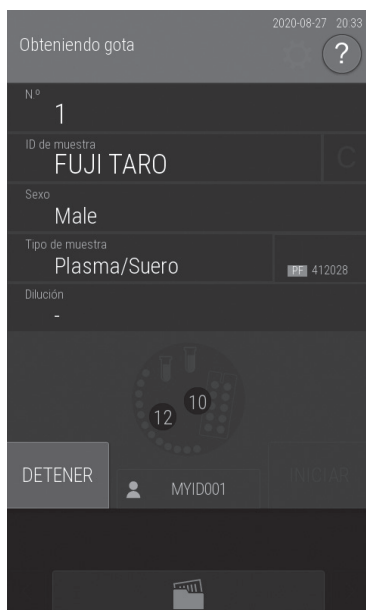 2020-08-27 20:33
Obteniendo gota
?
N.º
1
ID de muestra
FUJI TARO
C
Sexo
Male
Tipo de muestra
Plasma/Suero
PF 412028
Dilución
-
10
12
DETENER
MYID001
INICIAR